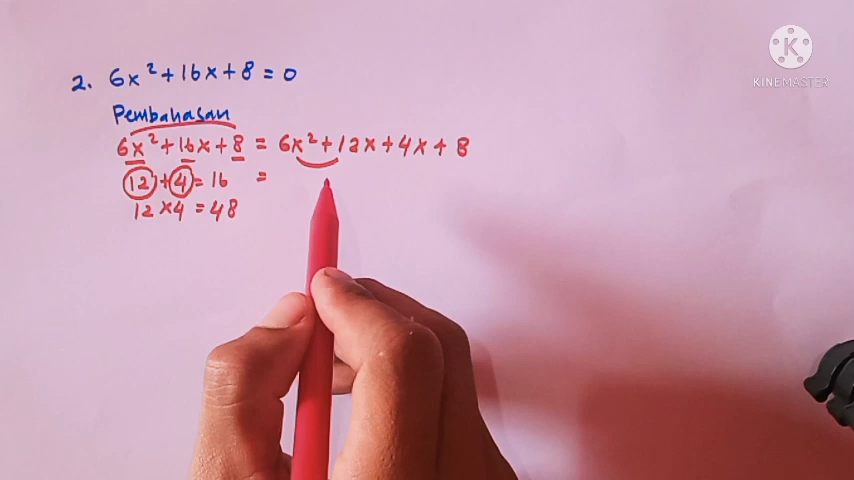 KINEMASTER
2. 6x²+16x+8=0
Pembahasan
6x²+16x+8 = 6x²+12x+4x+8
12+4=16 =
12×4=48